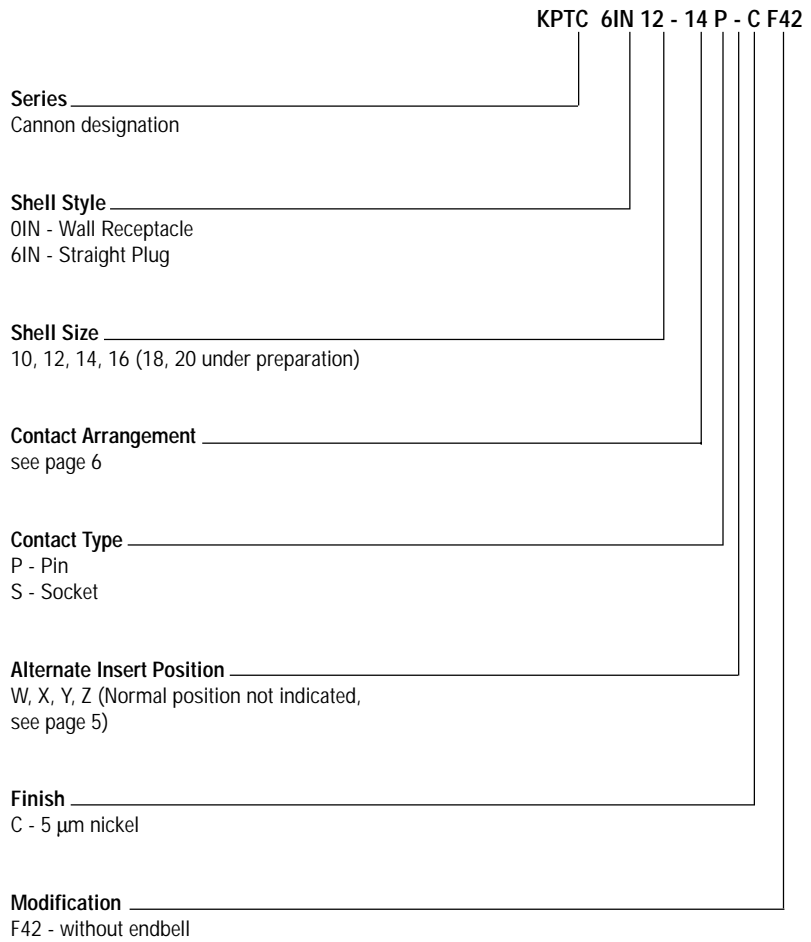 KPTC 6IN 12 - 14 P - C F42
Series
Cannon designation
Shell Style
0IN - Wall Receptacle
6IN - Straight Plug
Shell Size
10, 12, 14, 16 (18, 20 under preparation)
Contact Arrangement
see page 6
Contact Type
P - Pin
S - Socket
Alternate Insert Position
W, X, Y, Z (Normal position not indicated,
see page 5)
Finish
C - 5 µm nickel
Modification
F42 - without endbell